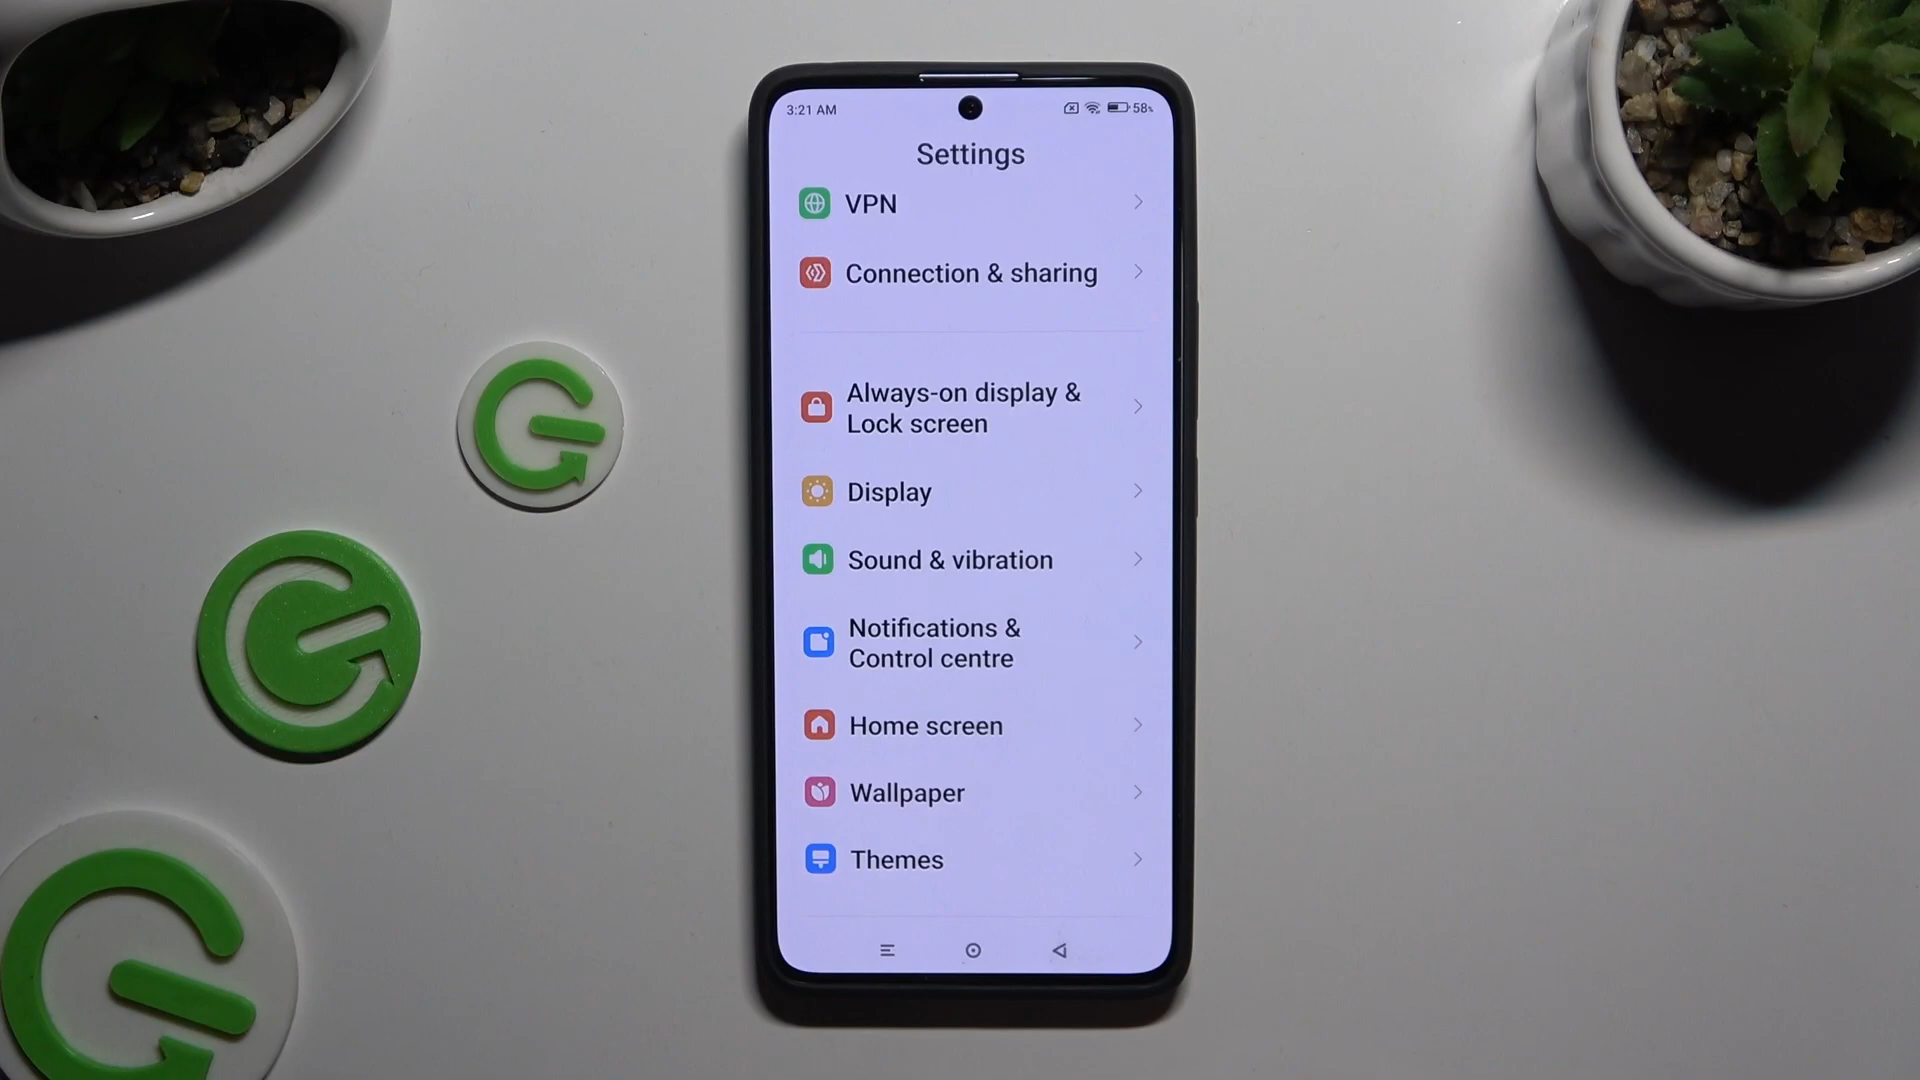 3:21 AM
58%
Settings
VPN
Connection & sharing
Always-on display &
Lock screen
Display
Sound & vibration
Notifications &
Control centre
Home screen
Wallpaper
Themes